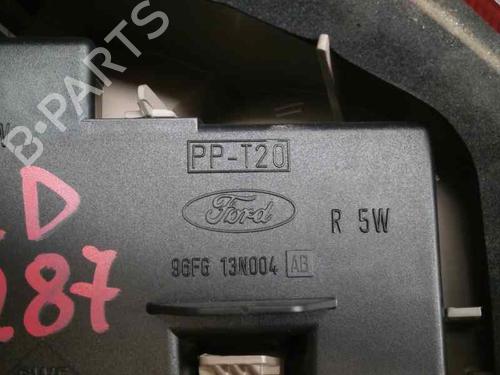 B-PARTS
PP-T20
Ford
R 5W
96FG 13N004 AB
D
287